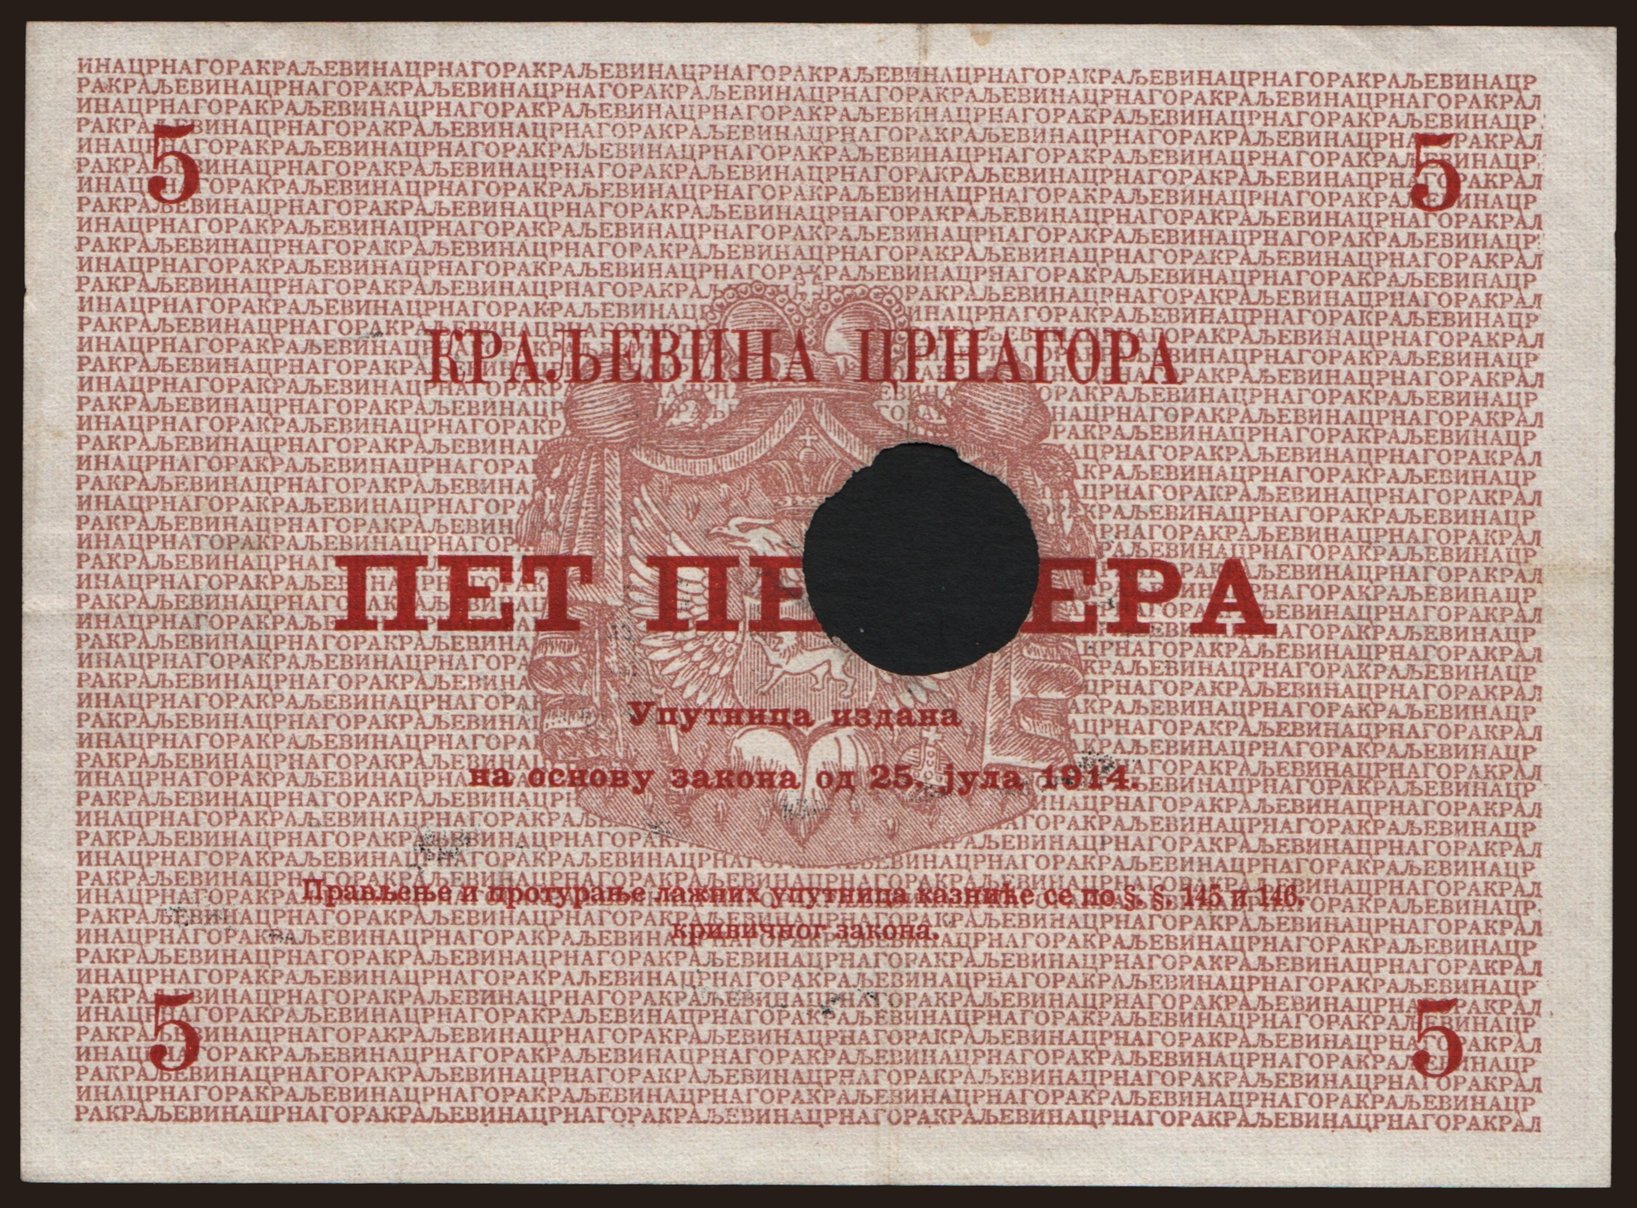 5 5
КРАЉЕВИНА ЦРНАГОРА
ПЕТ ПЕ ЕРА
Упутница издана
на основу закона од 25. јула 1914.
Прављење и протурање лажних упутница казниће се по §. §. 145 и 146.
кривичног закона.
5 5